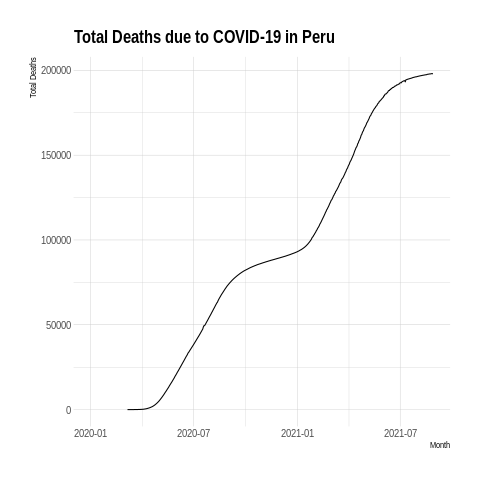 Total Deaths due to COVID-19 in Peru
Total Deaths
200000
150000
100000
50000
0
2020-01 2020-07 2021-01 2021-07
Month